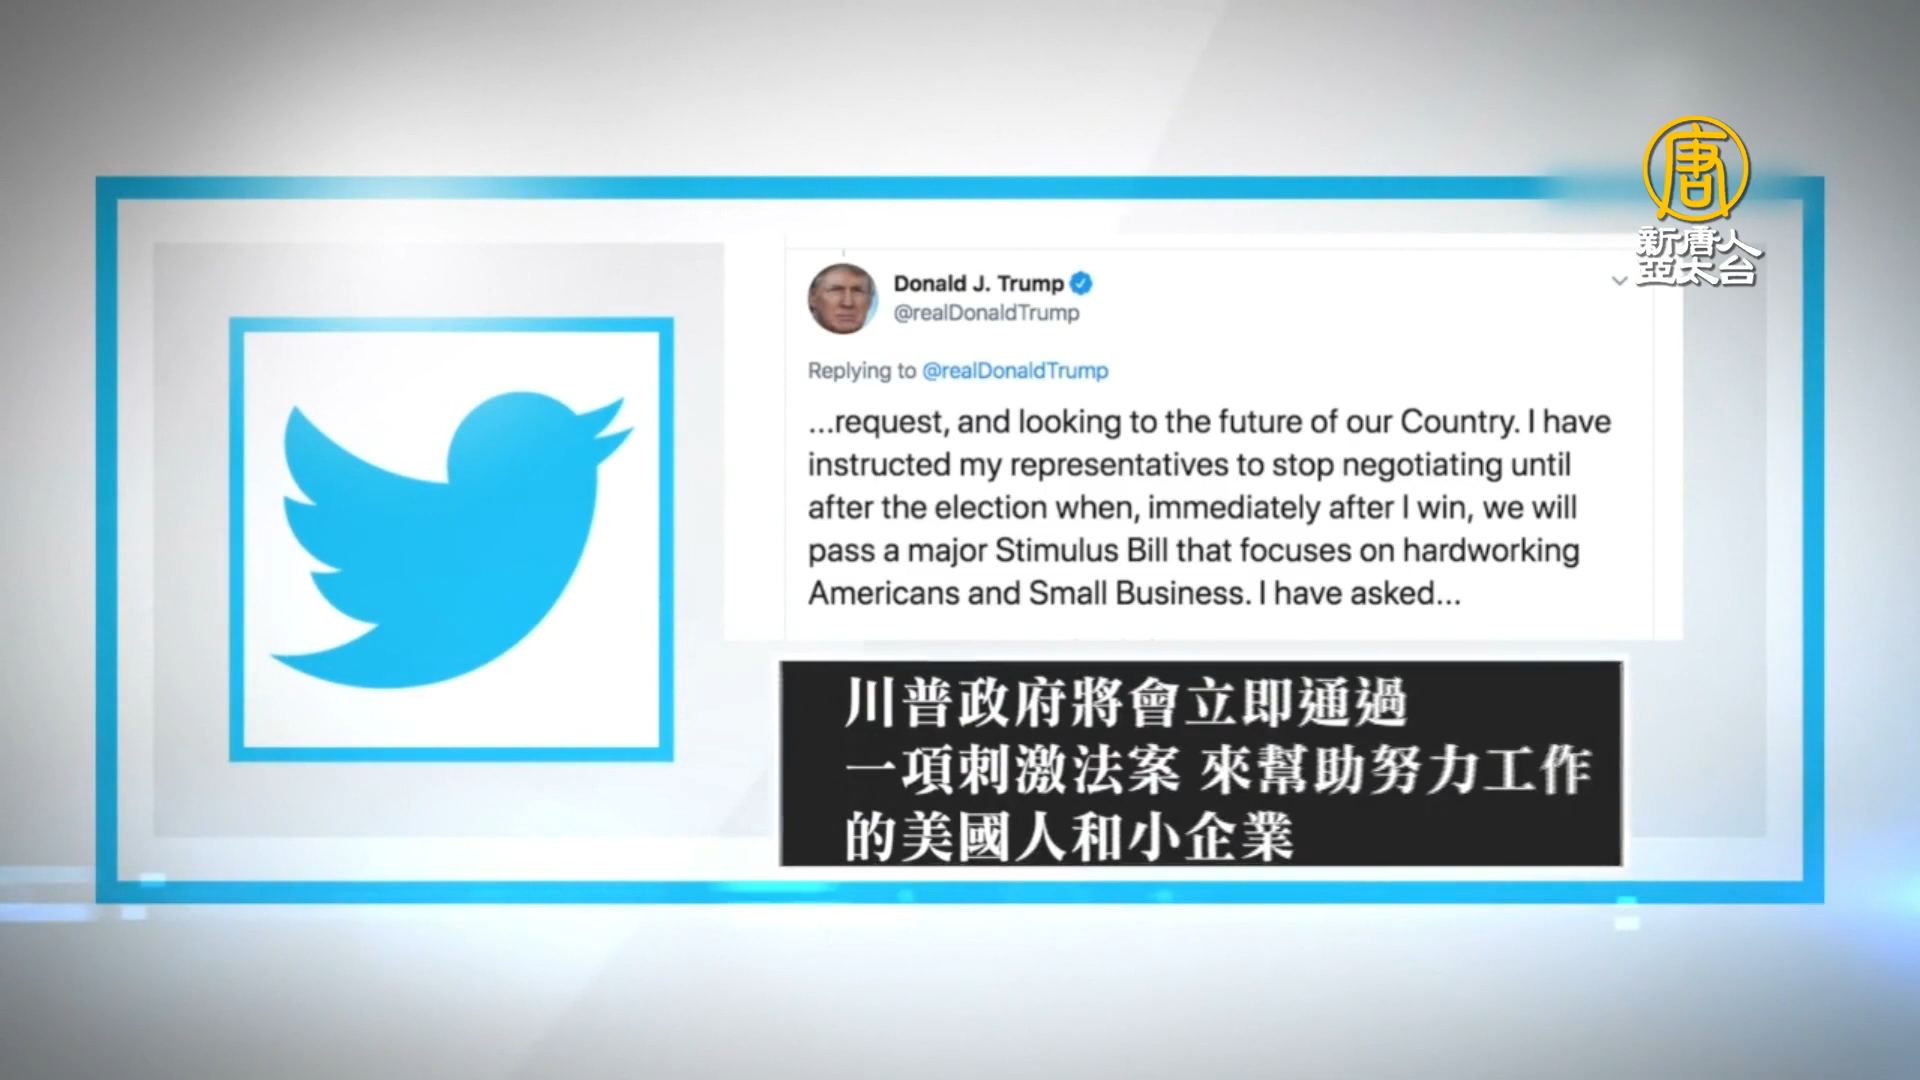 唐
新唐人
亞太台
Donald J. Trump
@realDonaldTrump
Replying to @realDonaldTrump
...request, and looking to the future of our Country. I have
instructed my representatives to stop negotiating until
after the election when, immediately after I win, we will
pass a major Stimulus Bill that focuses on hardworking
Americans and Small Business. I have asked...
川普政府將會立即通過
一項刺激法案 來幫助努力工作
的美國人和小企業